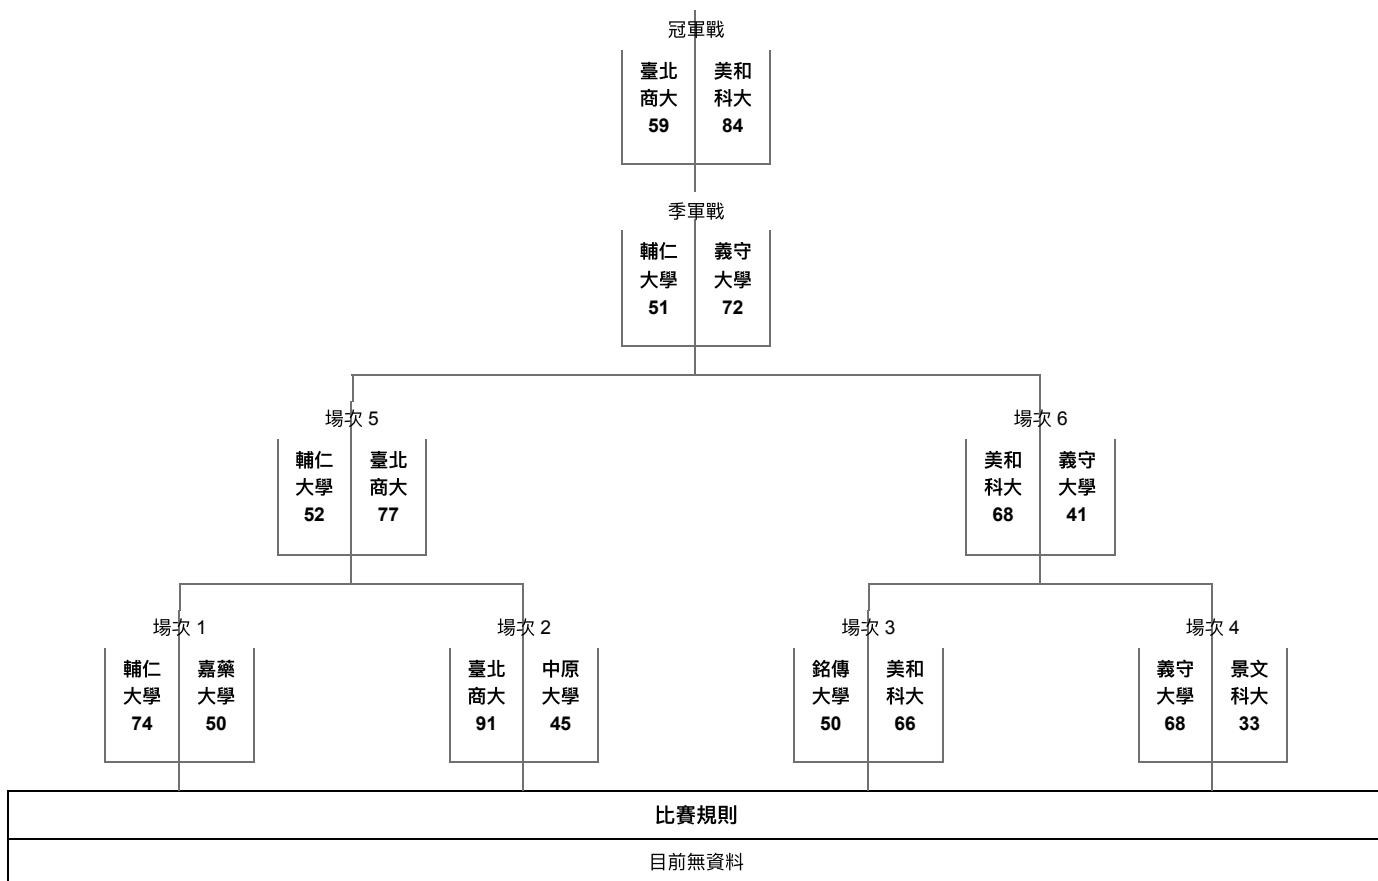 冠軍戰
臺北 美和
商大 科大
59 84
季軍戰
輔仁 義守
大學 大學
51 72
場次 5 場次 6
輔仁 臺北 美和 義守
大學 商大 科大 大學
52 77 68 41
場次 1 場次 2 場次 3 場次 4
輔仁 嘉藥 臺北 中原 銘傳 美和 義守 景文
大學 大學 商大 大學 大學 科大 大學 科大
74 50 91 45 50 66 68 33
比賽規則
目前無資料